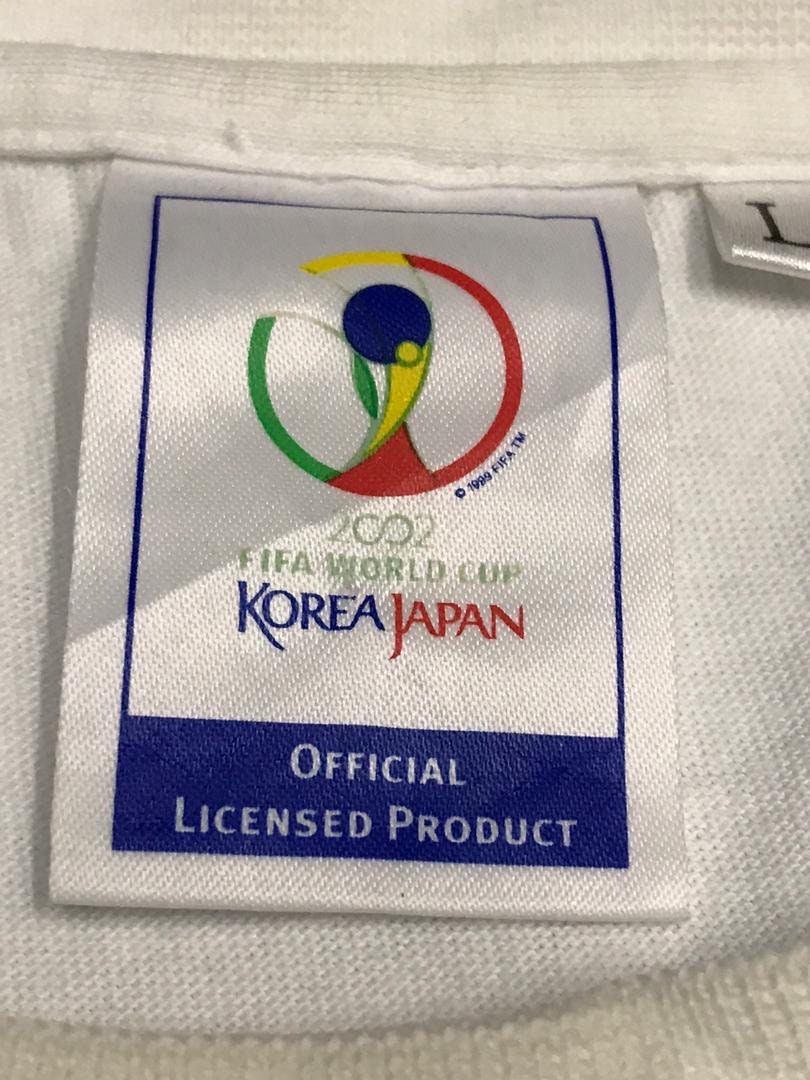 L
© 1999 FIFA TM
2002
FIFA WORLD CUP
KOREA JAPAN
OFFICIAL
LICENSED PRODUCT